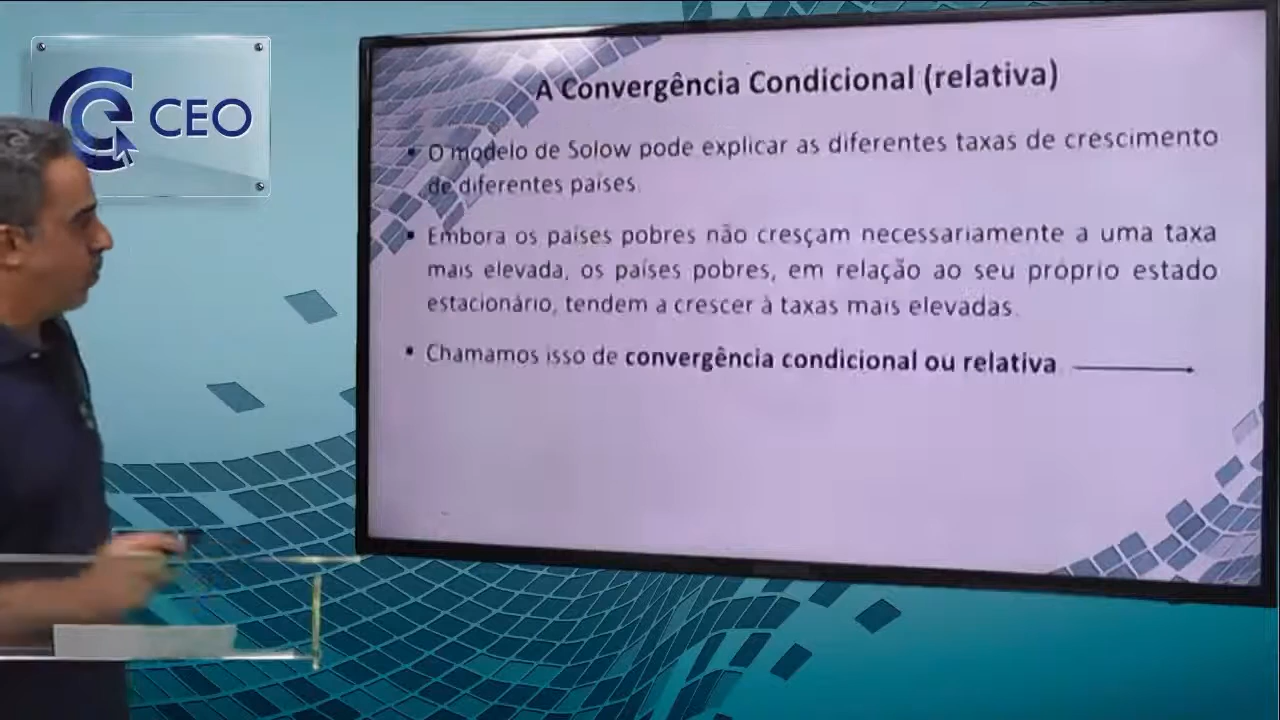 CEO
A Convergência Condicional (relativa)
O modelo de Solow pode explicar as diferentes taxas de crescimento
de diferentes países.
Embora os países pobres não cresçam necessariamente a uma taxa
mais elevada, os países pobres, em relação ao seu próprio estado
estacionário, tendem a crescer à taxas mais elevadas.
Chamamos isso de convergência condicional ou relativa